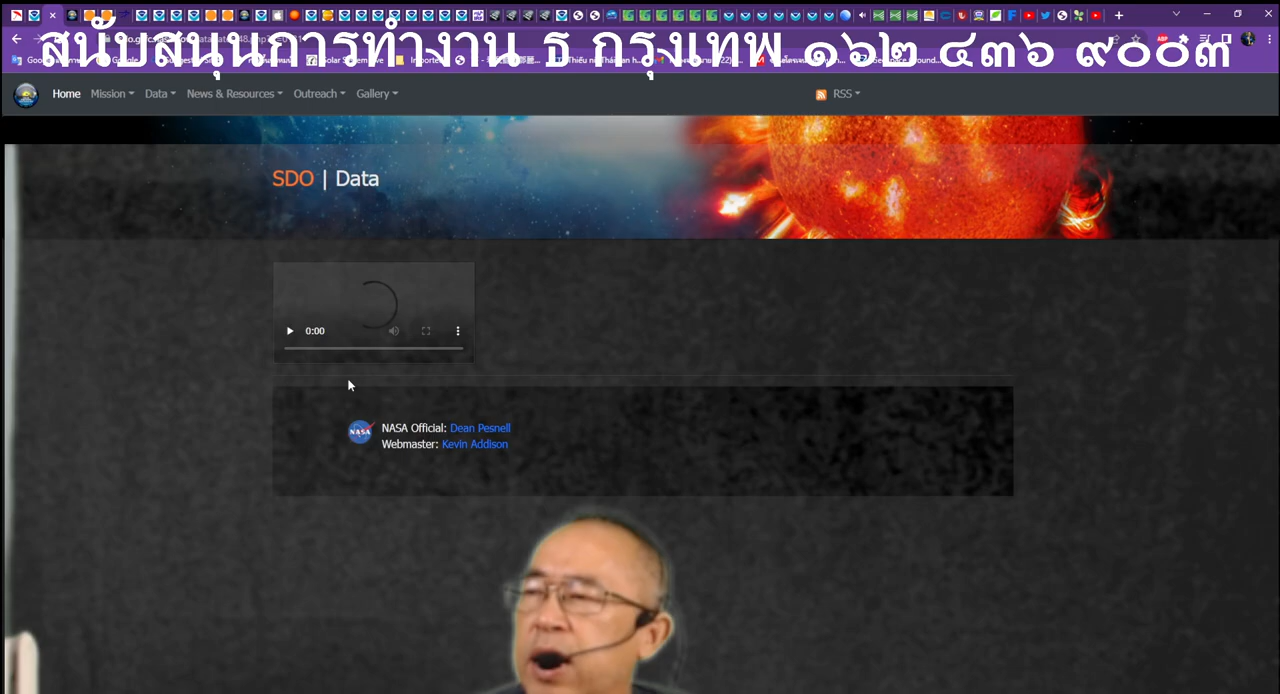 สนับสนุนการทำงาน ธ กรุงเทพ ๑๖๒ ๔๓๖ ๙๐๐๓
Home Mission Data News & Resources Outreach Gallery RSS
SDO | Data
0:00
NASA Official: Dean Pesnell
NASA
Webmaster: Kevin Addison